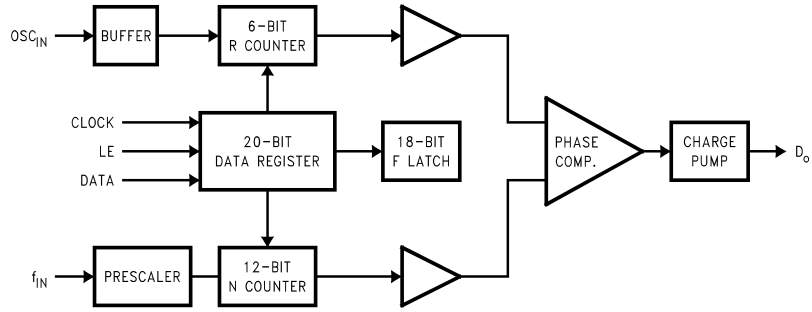 OSC_IN
BUFFER
6-BIT
R COUNTER
CLOCK
LE
DATA
20-BIT
DATA REGISTER
18-BIT
F LATCH
PHASE
COMP.
CHARGE
PUMP
D_o
f_IN
PRESCALER
12-BIT
N COUNTER